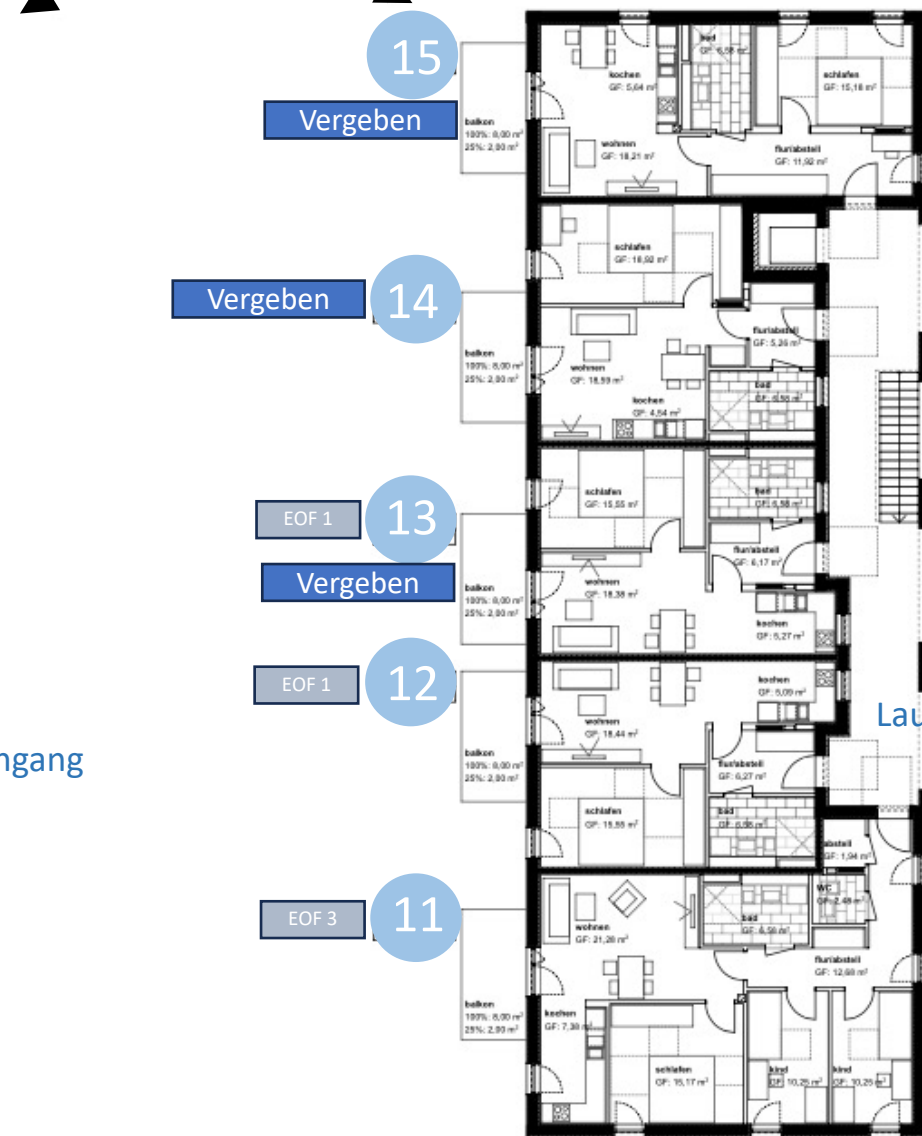 15
Vergeben
balkon
100%: 8,00 m²
25%: 2,00 m²
kochen
GF: 5,64 m²
bad
GF: 6,58 m²
schlafen
GF: 15,18 m²
wohnen
GF: 18,21 m²
flur/abstell
GF: 11,92 m²
14
Vergeben
balkon
100%: 8,00 m²
25%: 2,00 m²
schlafen
GF: 18,92 m²
flur/abstell
GF: 5,26 m²
wohnen
GF: 18,59 m²
kochen
GF: 4,54 m²
bad
GF: 6,58 m²
EOF 1
13
Vergeben
balkon
100%: 8,00 m²
25%: 2,00 m²
schlafen
GF: 15,55 m²
bad
GF: 6,58 m²
flur/abstell
GF: 6,17 m²
wohnen
GF: 18,38 m²
kochen
GF: 5,27 m²
EOF 1
12
balkon
100%: 8,00 m²
25%: 2,00 m²
kochen
GF: 5,09 m²
wohnen
GF: 18,44 m²
flur/abstell
GF: 6,27 m²
schlafen
GF: 15,55 m²
bad
GF: 6,58 m²
Lau
ngang
EOF 3
11
balkon
100%: 8,00 m²
25%: 2,00 m²
abstell
GF: 1,94 m²
WC
GF: 2,48 m²
wohnen
GF: 21,28 m²
bad
GF: 6,58 m²
flur/abstell
GF: 12,68 m²
kochen
GF: 7,38 m²
schlafen
GF: 15,17 m²
kind
GF: 10,25 m²
kind
GF: 10,25 m²